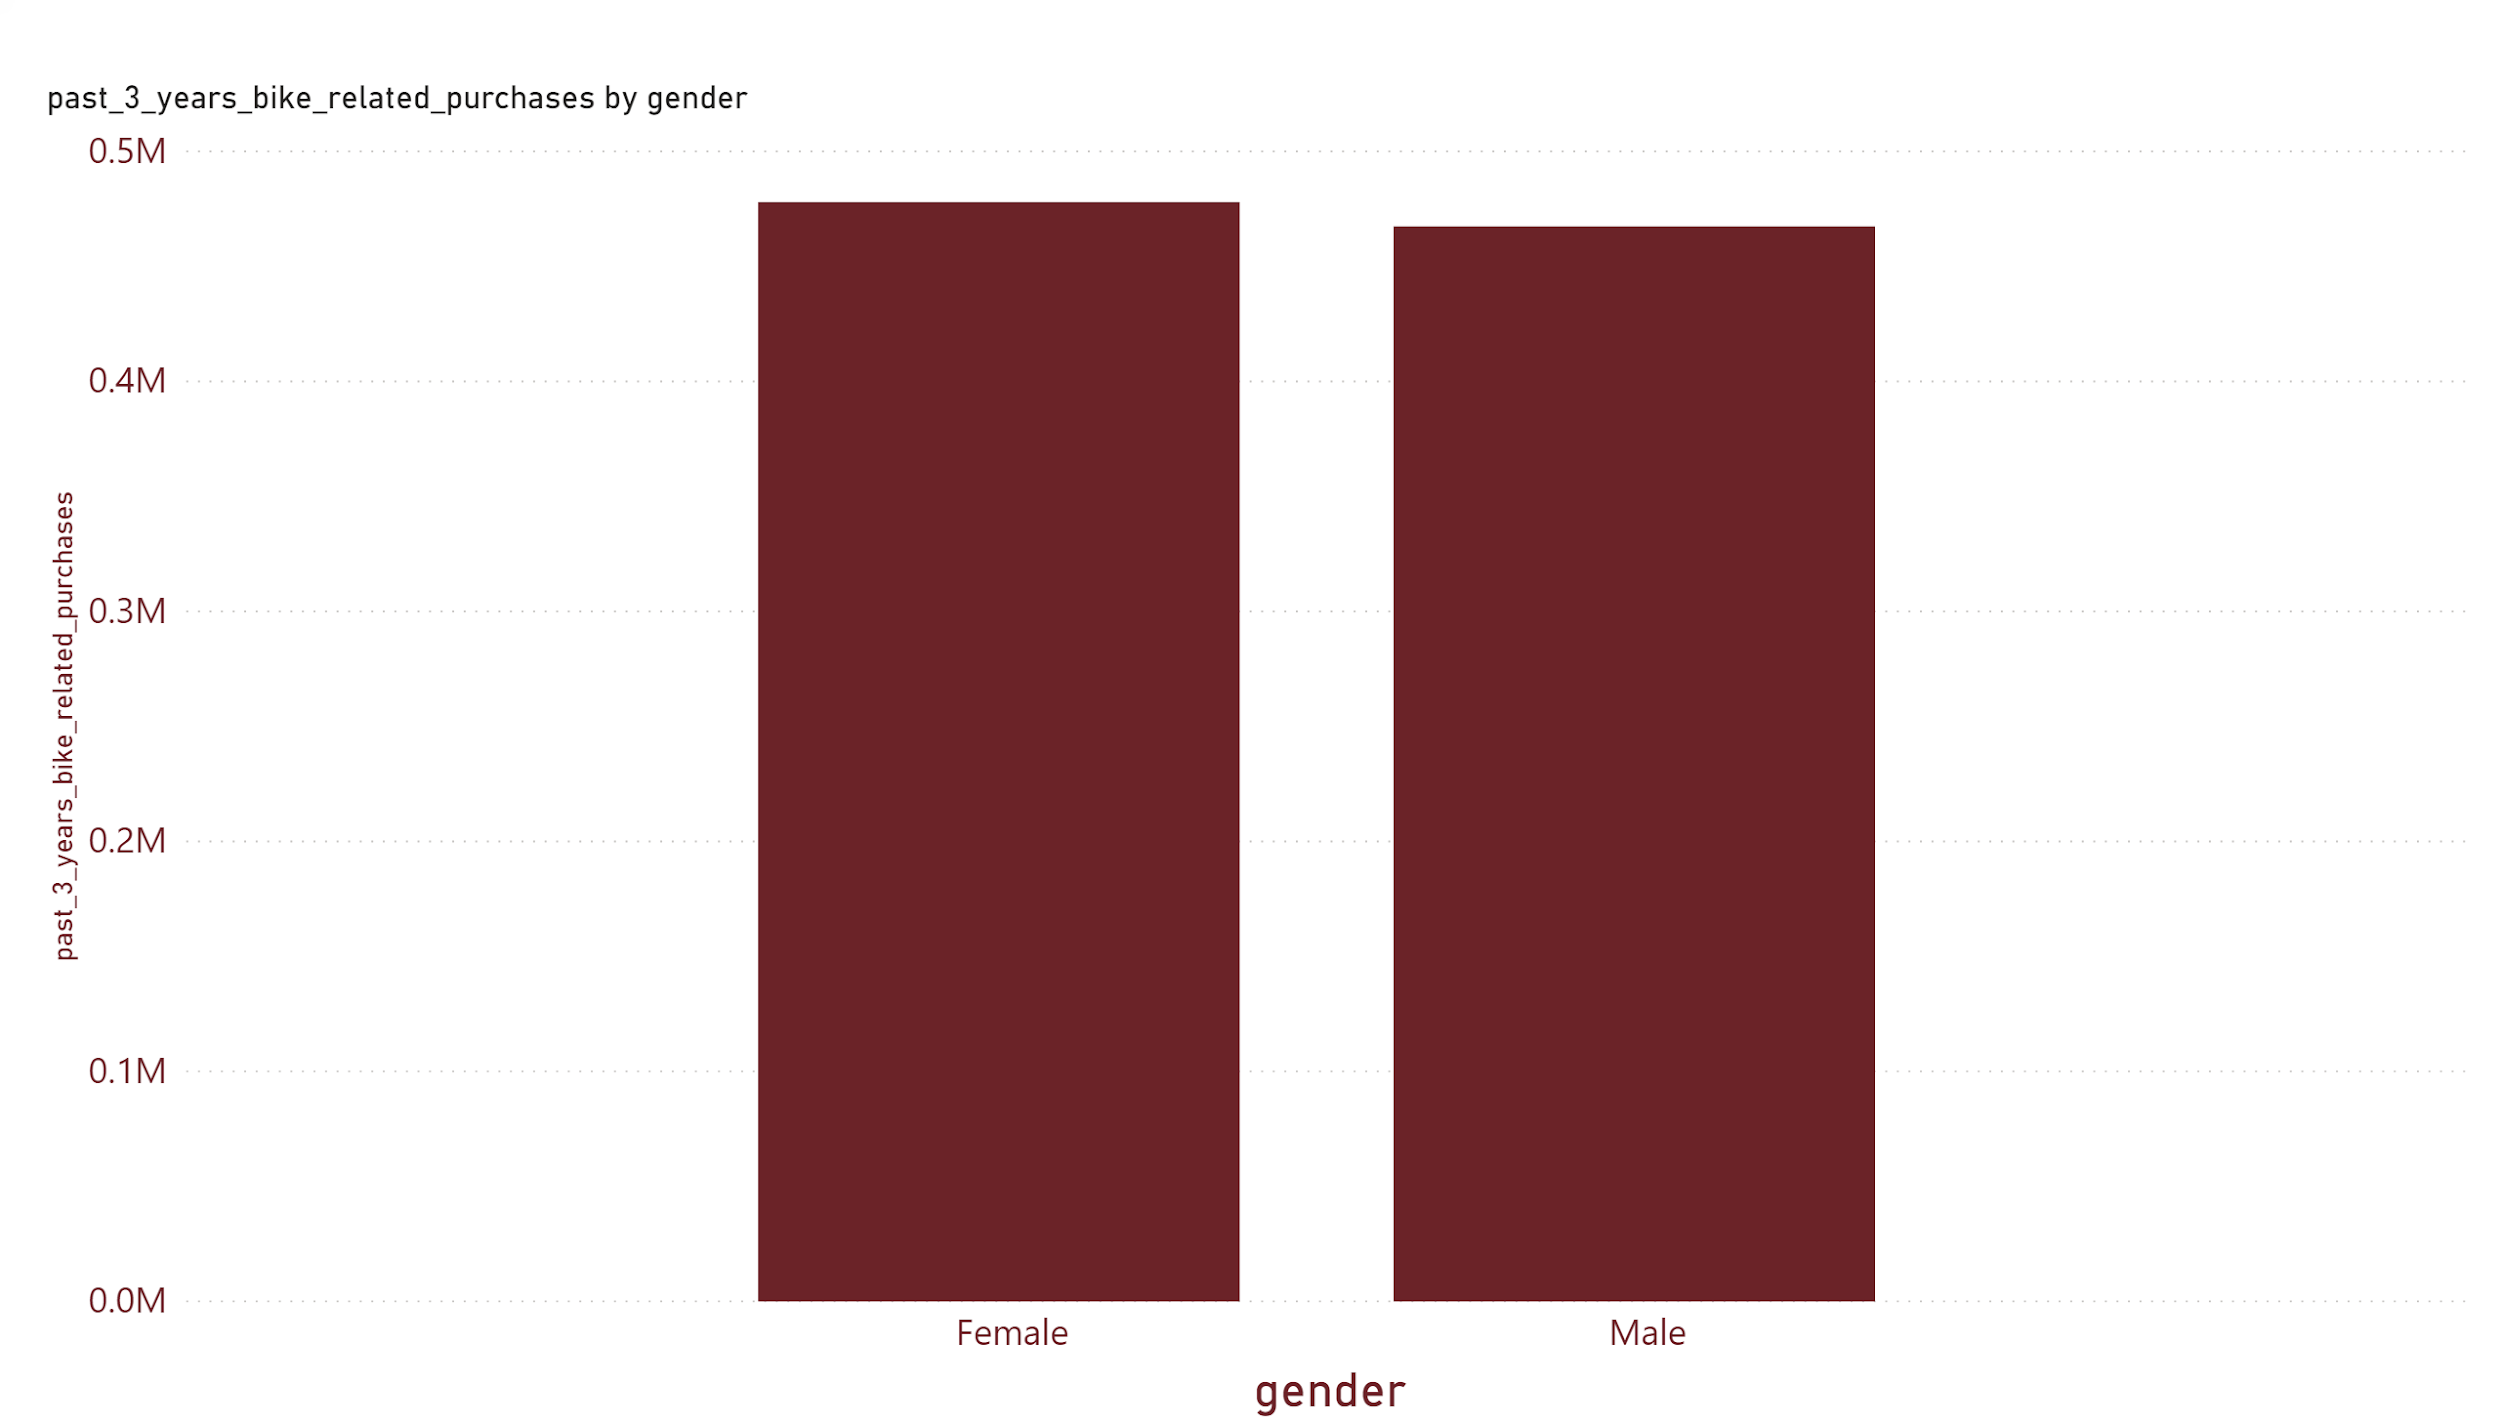 past_3_years_bike_related_purchases by gender
0.5M
0.4M
0.3M
0.2M
0.1M
0.0M
past_3_years_bike_related_purchases
Female
Male
gender